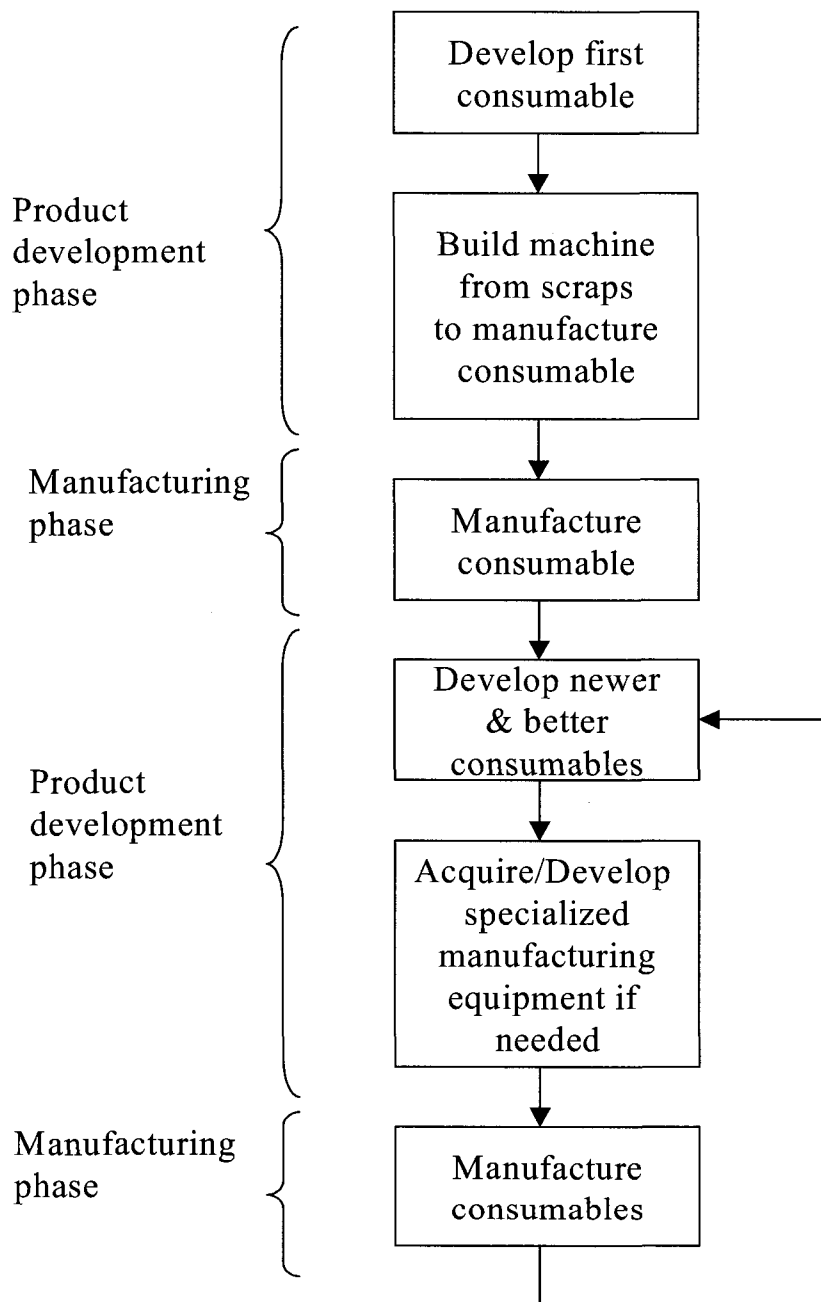 Develop first
consumable
Product
development
phase
Build machine
from scraps
to manufacture
consumable
Manufacturing
phase
Manufacture
consumable
Develop newer
& better
consumables
Product
development
phase
Acquire/Develop
specialized
manufacturing
equipment if
needed
Manufacturing
phase
Manufacture
consumables